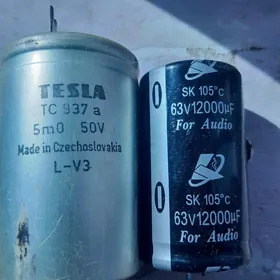 TESLA
TC 937 a
5m0 50V
Made in Czechoslovakia
L-V3
SK 105°c
63v12000µF
For Audio
SK 105°c
63v12000µF
For Audio